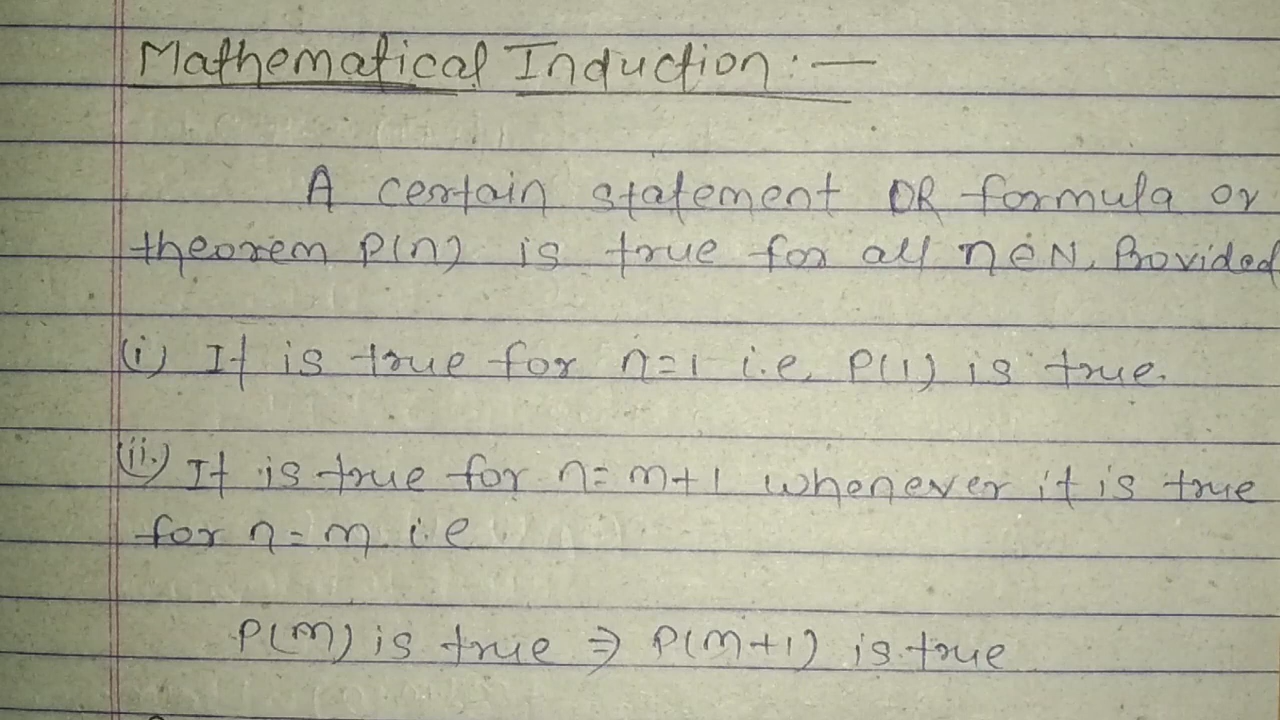 Mathematical Induction :—
A certain statement OR formula or
theorem P(n) is true for all n∈N, Provided
(i) It is true for n=1 i.e, P(1) is true.
(ii.) It is true for n=m+1 whenever it is true
for n=m i.e.
P(m) is true ⇒ P(m+1) is true